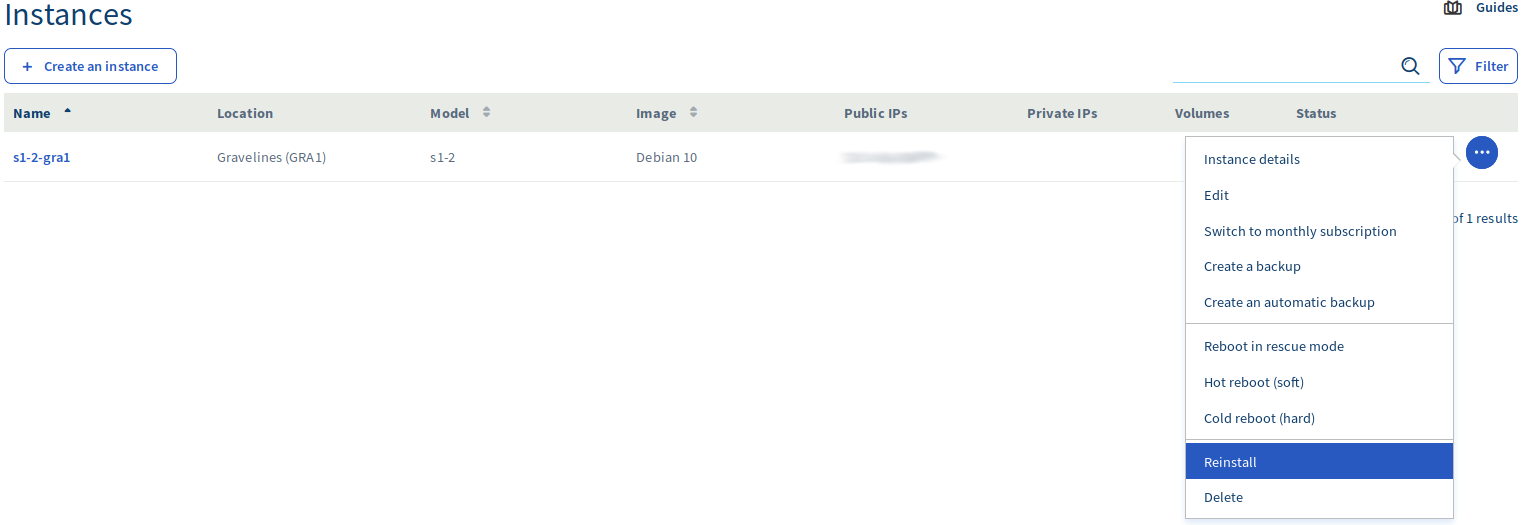 Instances
Guides
+ Create an instance
Filter
Name Location Model Image Public IPs Private IPs Volumes Status
s1-2-gra1 Gravelines (GRA1) s1-2 Debian 10
Instance details
Edit
of 1 results
Switch to monthly subscription
Create a backup
Create an automatic backup
Reboot in rescue mode
Hot reboot (soft)
Cold reboot (hard)
Reinstall
Delete